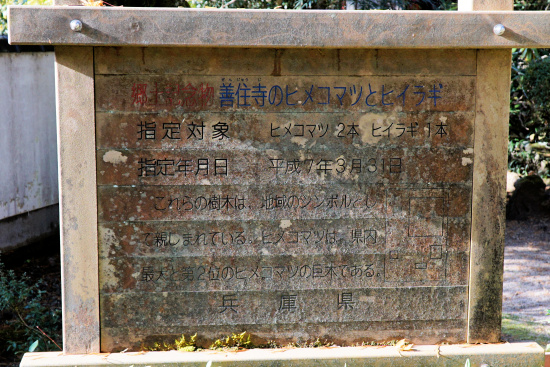 郷土記念物 善住寺のヒメコマツとヒイラギ
指定対象 ヒメコマツ 2本 ヒイラギ 1本
指定年月日 平成7年3月31日
これらの樹木は、地域のシンボルとし
て親しまれている。ヒメコマツは、県内
最大と第2位のヒメコマツの巨木である。
兵庫県